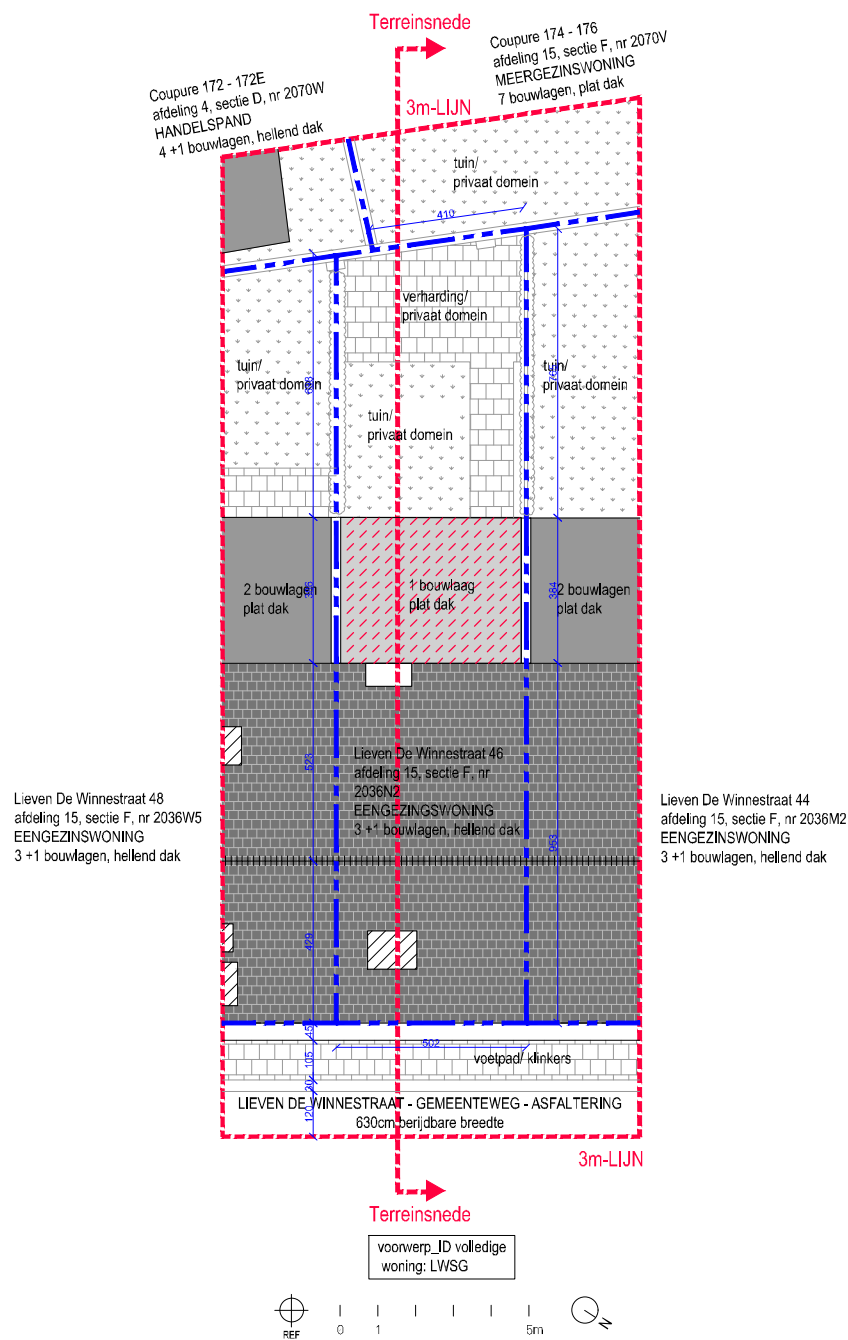 Terreinsnede
Coupure 174 - 176
afdeling 15, sectie F, nr 2070V
MEERGEZINSWONING
7 bouwlagen, plat dak
Coupure 172 - 172E
afdeling 4, sectie D, nr 2070W
HANDELSPAND
4 +1 bouwlagen, hellend dak
3m-LIJN
tuin/
privaat domein
410
verharding/
privaat domein
tuin/
privaat domein
tuin/
privaat domein
tuin/
privaat domein
2 bouwlagen
plat dak
1 bouwlaag
plat dak
384
2 bouwlagen
plat dak
523
Lieven De Winnestraat 46
afdeling 15, sectie F, nr
2036N2
EENGEZINGSWONING
3 +1 bouwlagen, hellend dak
Lieven De Winnestraat 48
afdeling 15, sectie F, nr 2036W5
EENGEZINSWONING
3 +1 bouwlagen, hellend dak
Lieven De Winnestraat 44
afdeling 15, sectie F, nr 2036M2
EENGEZINSWONING
3 +1 bouwlagen, hellend dak
953
429
45
502
105
voetpad/ klinkers
30
120
LIEVEN DE WINNESTRAAT - GEMEENTEWEG - ASFALTERING
630cm berijdbare breedte
3m-LIJN
Terreinsnede
voorwerp_ID volledige
woning: LWSG
REF
0
1
5m
N